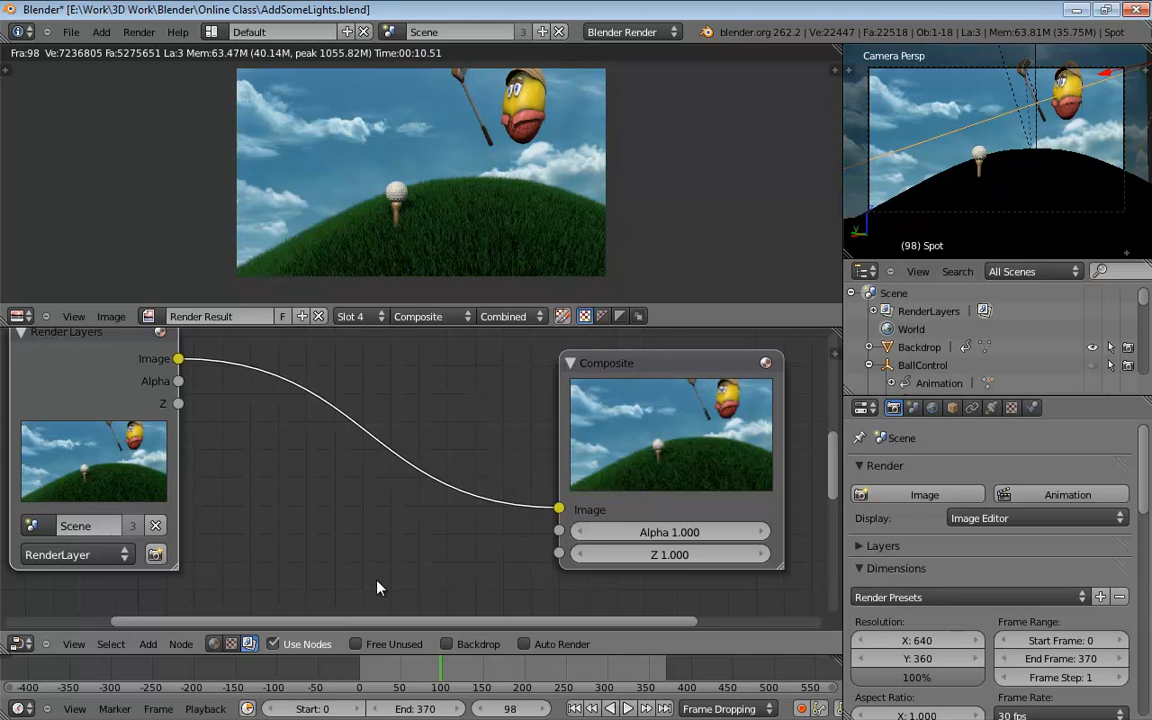 Blender* [E:\Work\3D Work\Blender\Online Class\AddSomeLights.blend]
File Add Render Help Default Scene 3 Blender Render blender.org 262.2 | Ve:22447 | Fa:22518 | Ob:1-18 | La:3 | Mem:63.81M (35.75M) | Spot
Fra:98 Ve:7236805 Fa:5275651 La:3 Mem:63.47M (40.14M, peak 1055.82M) Time:00:10.51
Camera Persp
(98) Spot
View Search All Scenes
Scene
RenderLayers
World
Backdrop
BallControl
Animation
View Image Render Result F Slot 4 Composite Combined
Render Layers
Image
Alpha
Z
Scene 3
RenderLayer
Composite
Image
Alpha 1.000
Z 1.000
Scene
Render
Image Animation
Display: Image Editor
Layers
Dimensions
Render Presets
Resolution: Frame Range:
X: 640 Start Frame: 0
Y: 360 End Frame: 370
100% Frame Step: 1
Aspect Ratio: Frame Rate:
X: 1.000 30 fps
View Select Add Node Use Nodes Free Unused Backdrop Auto Render
-400 -350 -300 -250 -200 -150 -100 -50 0 50 100 150 200 250 300 350 400 450 500 550
View Marker Frame Playback Start: 0 End: 370 98 Frame Dropping